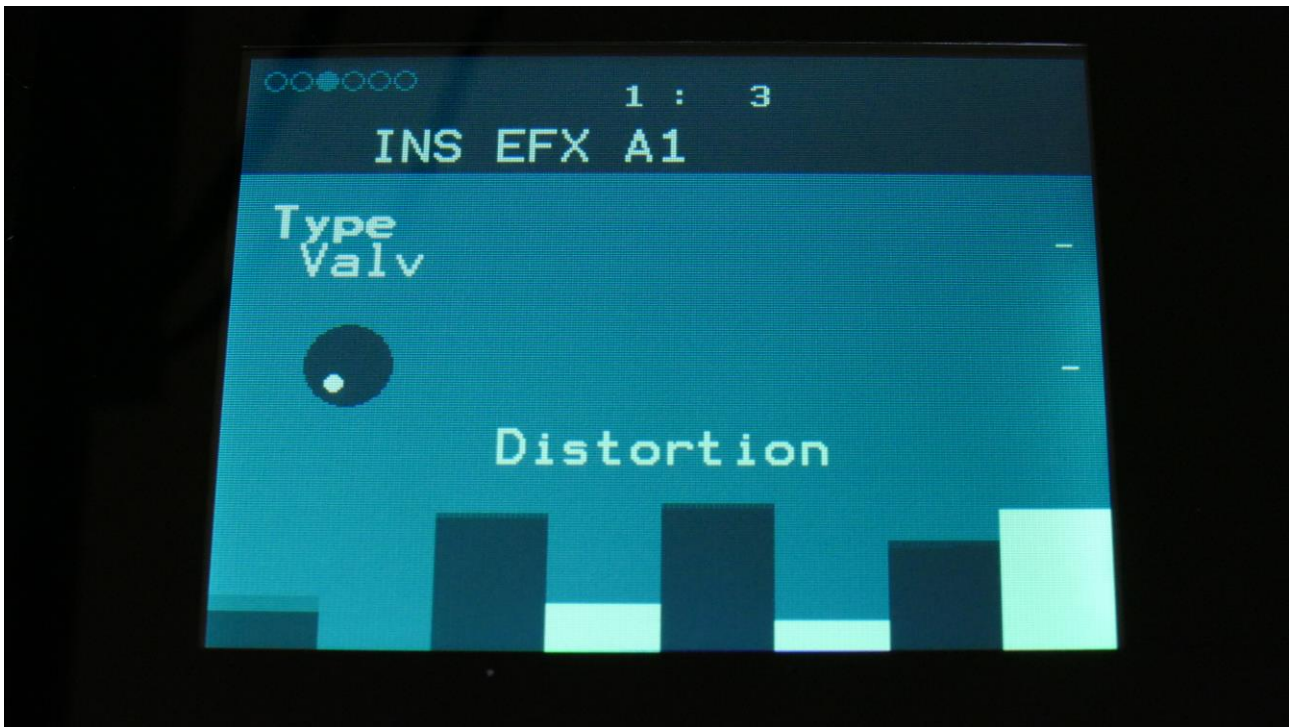 1 : 3
INS EFX A1
Type
Valv
Distortion